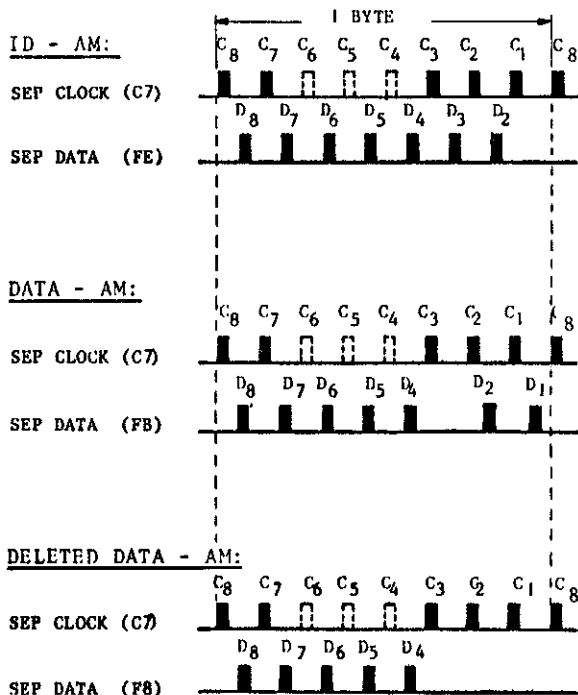 1 BYTE
ID - AM: C8 C7 C6 C5 C4 C3 C2 C1 C8
SEP CLOCK (C7)
D8 D7 D6 D5 D4 D3 D2
SEP DATA (FE)
DATA - AM:
C8 C7 C6 C5 C4 C3 C2 C1 C8
SEP CLOCK (C7)
D8 D7 D6 D5 D4 D2 D1
SEP DATA (FB)
DELETED DATA - AM:
C8 C7 C6 C5 C4 C3 C2 C1 C8
SEP CLOCK (C7)
D8 D7 D6 D5 D4
SEP DATA (F8)